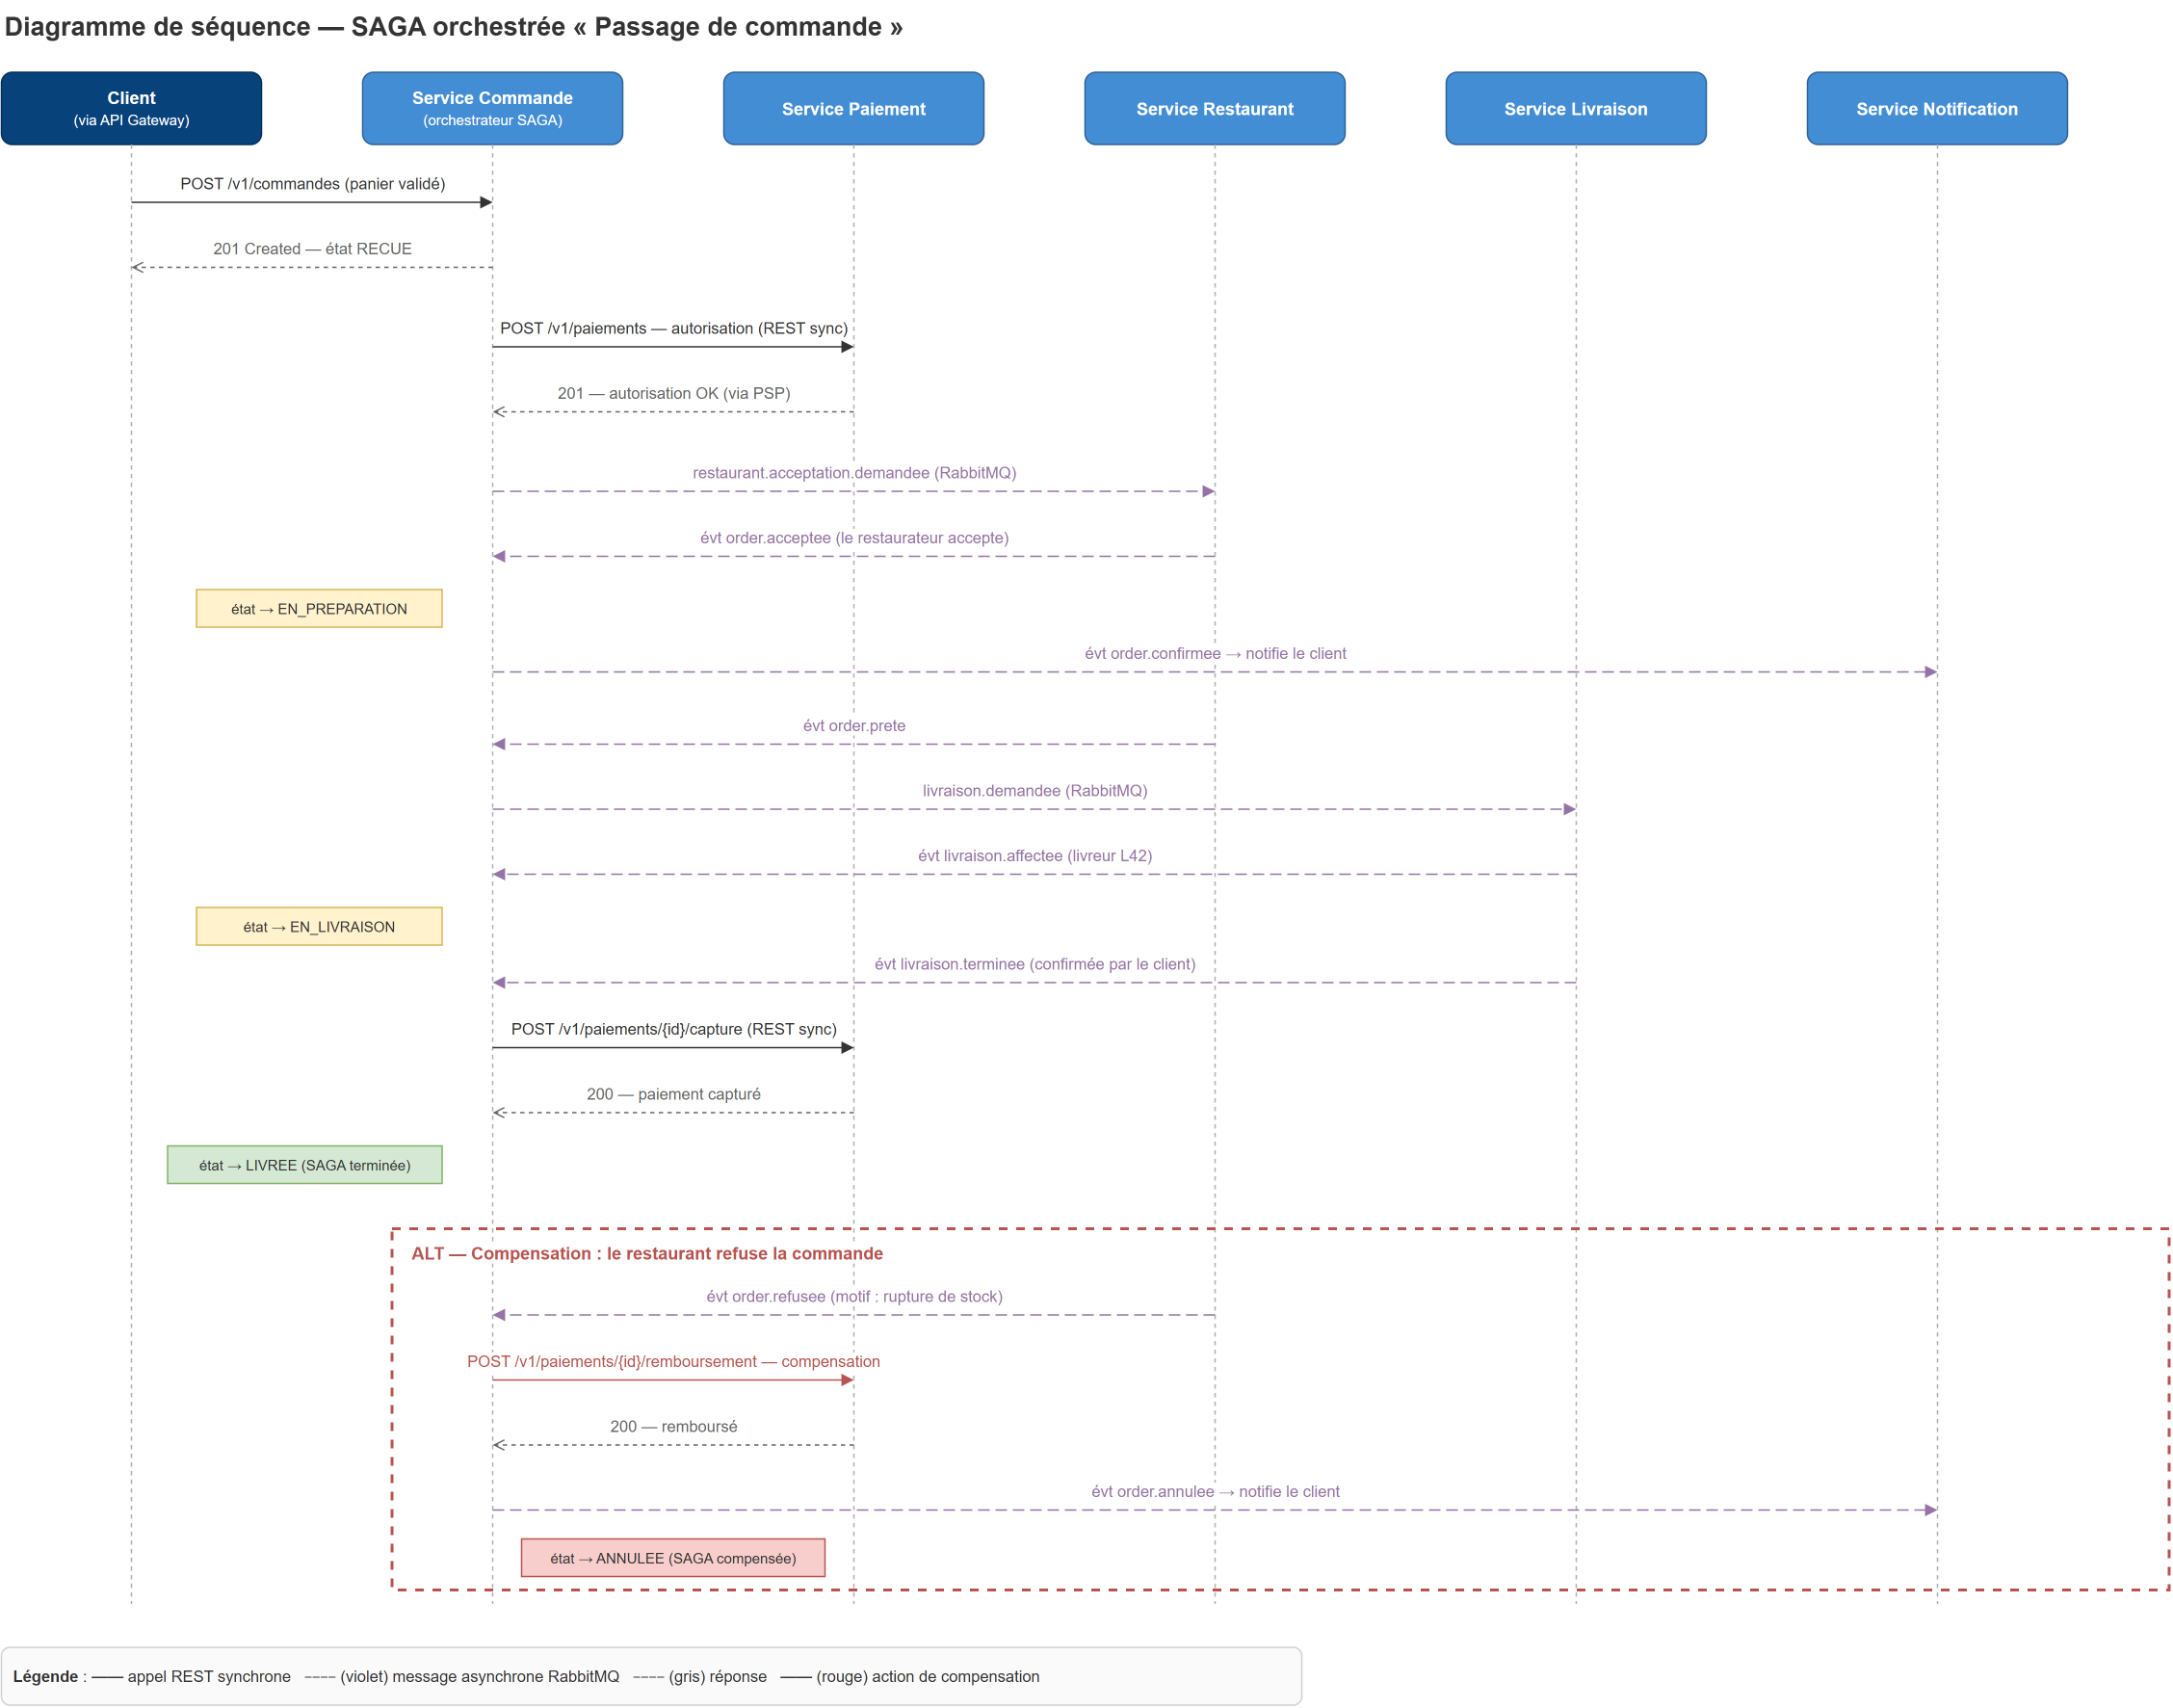 Diagramme de séquence — SAGA orchestrée « Passage de commande »
Client
(via API Gateway)
Service Commande
(orchestrateur SAGA)
Service Paiement
Service Restaurant
Service Livraison
Service Notification
POST /v1/commandes (panier validé)
201 Created — état RECUE
POST /v1/paiements — autorisation (REST sync)
201 — autorisation OK (via PSP)
restaurant.acceptation.demandee (RabbitMQ)
évt order.acceptee (le restaurateur accepte)
état → EN_PREPARATION
évt order.confirmee → notifie le client
évt order.prete
livraison.demandee (RabbitMQ)
évt livraison.affectee (livreur L42)
état → EN_LIVRAISON
évt livraison.terminee (confirmée par le client)
POST /v1/paiements/{id}/capture (REST sync)
200 — paiement capturé
état → LIVREE (SAGA terminée)
ALT — Compensation : le restaurant refuse la commande
évt order.refusee (motif : rupture de stock)
POST /v1/paiements/{id}/remboursement — compensation
200 — remboursé
évt order.annulee → notifie le client
état → ANNULEE (SAGA compensée)
Légende : —— appel REST synchrone ---- (violet) message asynchrone RabbitMQ ---- (gris) réponse —— (rouge) action de compensation